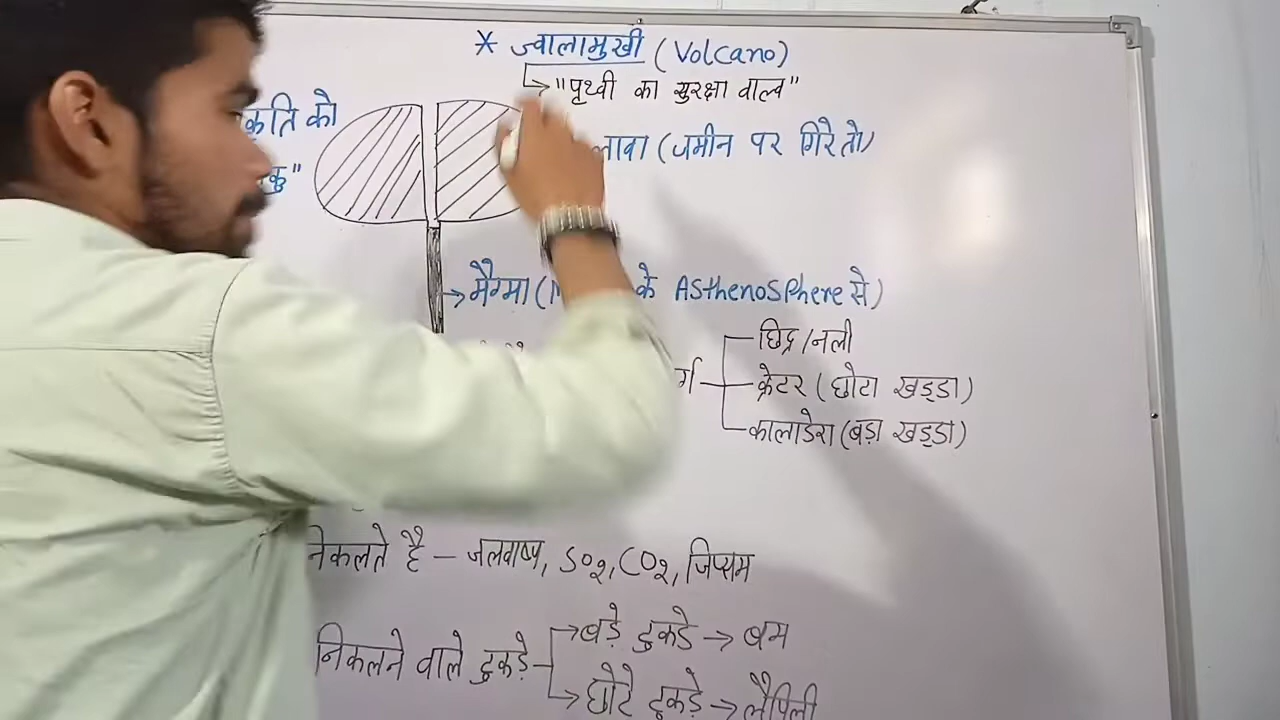 * ज्वालामुखी (Volcano)
"पृथ्वी का सुरक्षा वाल्व"
को
लावा (जमीन पर गिरे तो)
मैग्मा ( के Asthenosphere से)
छिद्र/नली
क्रेटर (छोटा खड्डा)
कालाडेरा (बड़ा खड्डा)
निकलते है – जलवाष्प, SO2, CO2, जिप्सम
निकलने वाले टुकड़े
बड़े टुकड़े → बम
छोटे टुकड़े → लैपिली